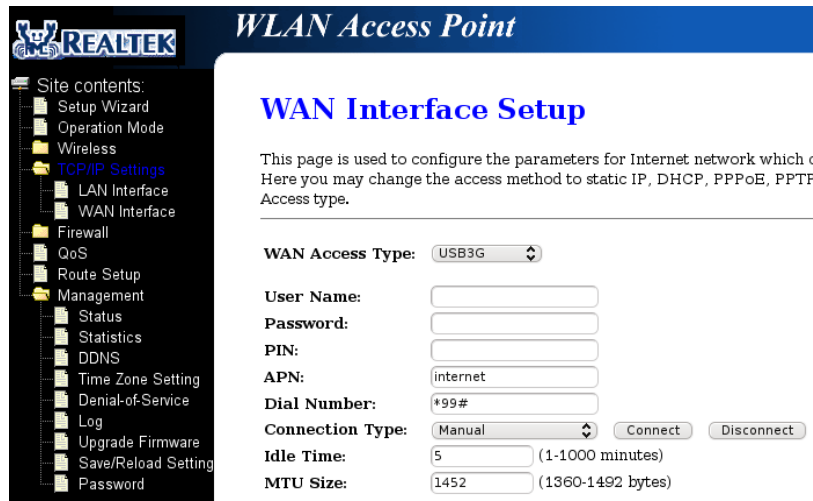 REALTEK
WLAN Access Point
Site contents:
Setup Wizard
Operation Mode
Wireless
TCP/IP Settings
LAN Interface
WAN Interface
Firewall
QoS
Route Setup
Management
Status
Statistics
DDNS
Time Zone Setting
Denial-of-Service
Log
Upgrade Firmware
Save/Reload Setting
Password
WAN Interface Setup
This page is used to configure the parameters for Internet network which
Here you may change the access method to static IP, DHCP, PPPoE, PPTP
Access type.
WAN Access Type: USB3G
User Name:
Password:
PIN:
APN: internet
Dial Number: *99#
Connection Type: Manual Connect Disconnect
Idle Time: 5 (1-1000 minutes)
MTU Size: 1452 (1360-1492 bytes)